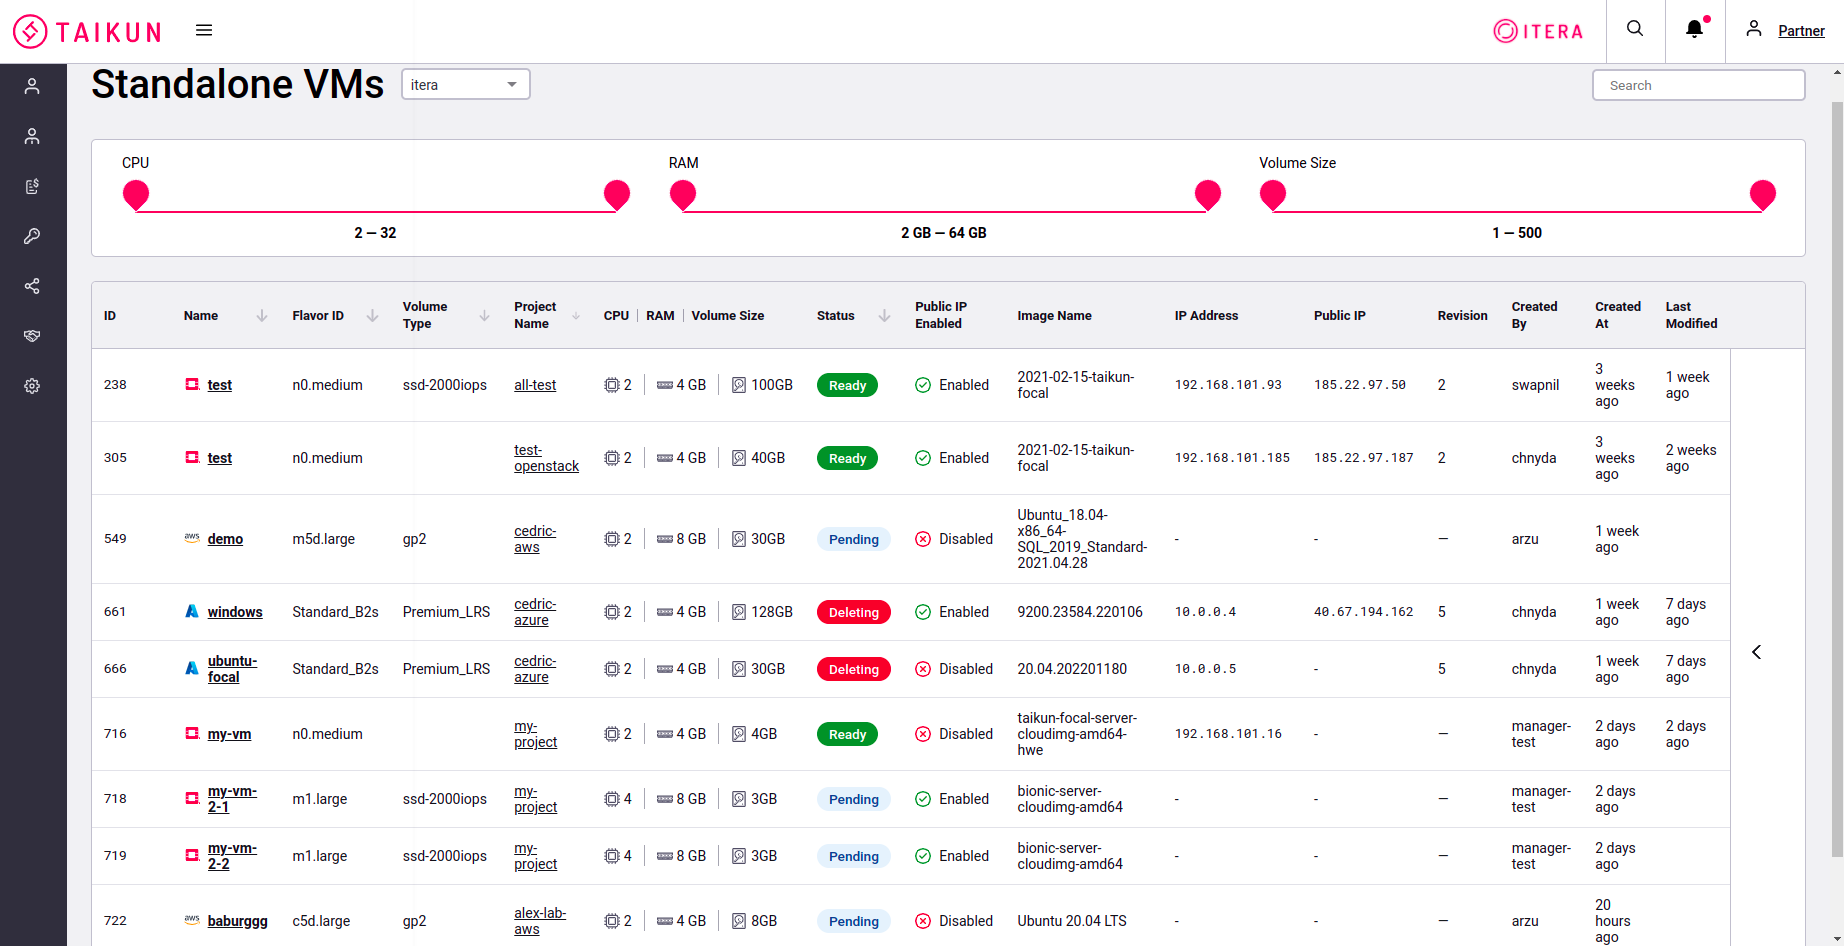 TAIKUN
ITERA
Partner
Standalone VMs
itera
Search
CPU
RAM
Volume Size
2 — 32
2 GB — 64 GB
1 — 500
ID Name Flavor ID Volume Type Project Name CPU RAM Volume Size Status Public IP Enabled Image Name IP Address Public IP Revision Created By Created At Last Modified
238 test n0.medium ssd-2000iops all-test 2 4 GB 100GB Ready Enabled 2021-02-15-taikun-focal 192.168.101.93 185.22.97.50 2 swapnil 3 weeks ago 1 week ago
305 test n0.medium test-openstack 2 4 GB 40GB Ready Enabled 2021-02-15-taikun-focal 192.168.101.185 185.22.97.187 2 chnyda 3 weeks ago 2 weeks ago
549 aws demo m5d.large gp2 cedric-aws 2 8 GB 30GB Pending Disabled Ubuntu_18.04-x86_64-SQL_2019_Standard-2021.04.28 - - — arzu 1 week ago
661 windows Standard_B2s Premium_LRS cedric-azure 2 4 GB 128GB Deleting Enabled 9200.23584.220106 10.0.0.4 40.67.194.162 5 chnyda 1 week ago 7 days ago
666 ubuntu-focal Standard_B2s Premium_LRS cedric-azure 2 4 GB 30GB Deleting Disabled 20.04.202201180 10.0.0.5 - 5 chnyda 1 week ago 7 days ago
716 my-vm n0.medium my-project 2 4 GB 4GB Ready Disabled taikun-focal-server-cloudimg-amd64-hwe 192.168.101.16 - — manager-test 2 days ago 2 days ago
718 my-vm-2-1 m1.large ssd-2000iops my-project 4 8 GB 3GB Pending Enabled bionic-server-cloudimg-amd64 - - — manager-test 2 days ago
719 my-vm-2-2 m1.large ssd-2000iops my-project 4 8 GB 3GB Pending Enabled bionic-server-cloudimg-amd64 - - — manager-test 2 days ago
722 aws baburggg c5d.large gp2 alex-lab-aws 2 4 GB 8GB Pending Disabled Ubuntu 20.04 LTS - - — arzu 20 hours ago